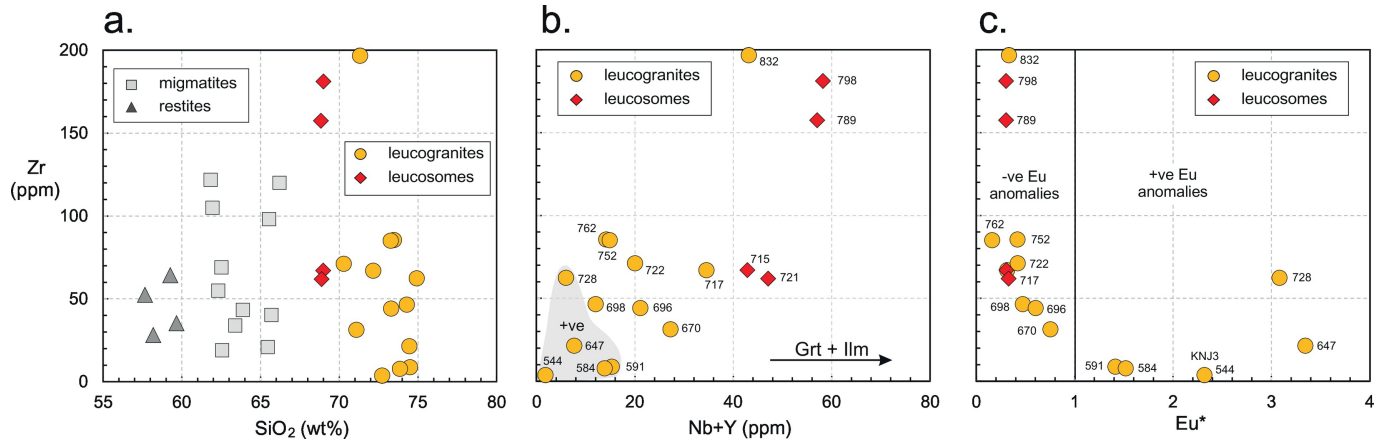 a.
200
150
100
50
0
Zr
(ppm)
migmatites
restites
leucogranites
leucosomes
55
60
65
70
75
80
SiO2 (wt%)
b.
leucogranites
leucosomes
832
798
789
762
752
728
722
717
715
721
698
696
670
+ve
647
544
584
591
Grt + Ilm
0
20
40
60
80
Nb+Y (ppm)
c.
leucogranites
leucosomes
832
798
789
-ve Eu
anomalies
+ve Eu
anomalies
762
752
722
717
728
698
696
670
647
591
584
KNJ3
544
0
1
2
3
4
Eu*